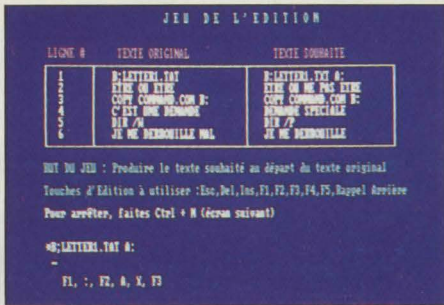 JEU DE L'EDITION
LIGNE # TEXTE ORIGINAL TEXTE SOUHAITE
1 B;LETTER1.TAT B:LETTER1.TXT A:
2 ETRE OU ETRE ETRE OU NE PAS ETRE
3 COPT COMMAND.CON B: COPY COMMAND.COM B:
4 C'EST UNE DEMANDE DEMANDE SPECIALE
5 DIR /W DIR /P
6 JE ME DEBROUILLE MAL JE ME DEBROUILLE
BUT DU JEU : Produire le texte souhaité au départ du texte original
Touches d'Edition à utiliser :Esc,Del,Ins,F1,F2,F3,F4,F5,Rappel Arrière
Pour arrêter, faites Ctrl + N (écran suivant)
*B;LETTER1.TAT A:
_
F1, :, F2, A, X, F3